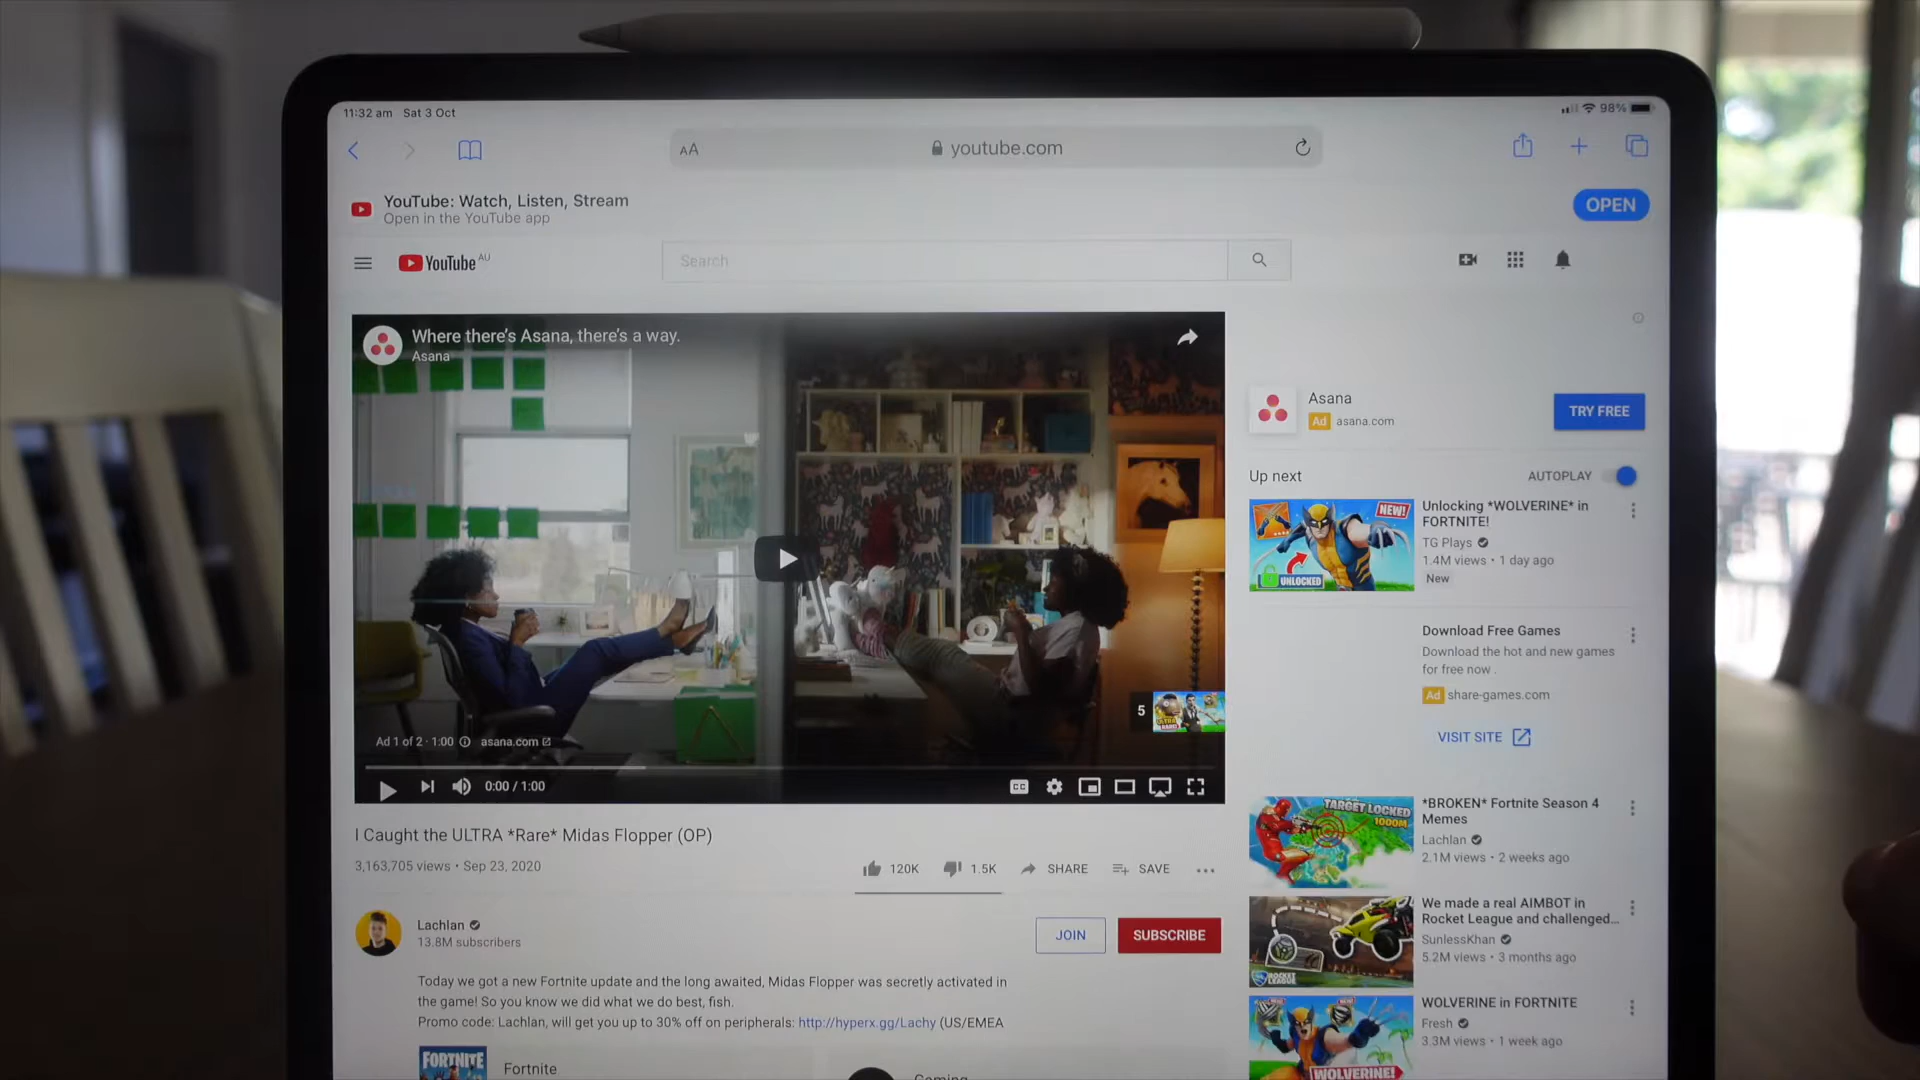 11:32 am Sat 3 Oct
98%
AA
youtube.com
YouTube: Watch, Listen, Stream
Open in the YouTube app
OPEN
YouTube AU
Search
Where there's Asana, there's a way.
Asana
5
Ad 1 of 2 · 1:00 asana.com
0:00 / 1:00
CC
I Caught the ULTRA *Rare* Midas Flopper (OP)
3,163,705 views • Sep 23, 2020
120K
1.5K
SHARE
SAVE
Lachlan
13.8M subscribers
JOIN
SUBSCRIBE
Today we got a new Fortnite update and the long awaited, Midas Flopper was secretly activated in
the game! So you know we did what we do best, fish.
Promo code: Lachlan, will get you up to 30% off on peripherals: http://hyperx.gg/Lachy (US/EMEA
FORTNITE
Fortnite
Gaming
Asana
Ad asana.com
TRY FREE
Up next
AUTOPLAY
NEW!
UNLOCKED
Unlocking *WOLVERINE* in
FORTNITE!
TG Plays
1.4M views • 1 day ago
New
Download Free Games
Download the hot and new games
for free now .
Ad share-games.com
VISIT SITE
TARGET LOCKED
1000M
*BROKEN* Fortnite Season 4
Memes
Lachlan
2.1M views • 2 weeks ago
ROCKET
LEAGUE
We made a real AIMBOT in
Rocket League and challenged...
SunlessKhan
5.2M views • 3 months ago
WOLVERINE!
WOLVERINE in FORTNITE
Fresh
3.3M views • 1 week ago